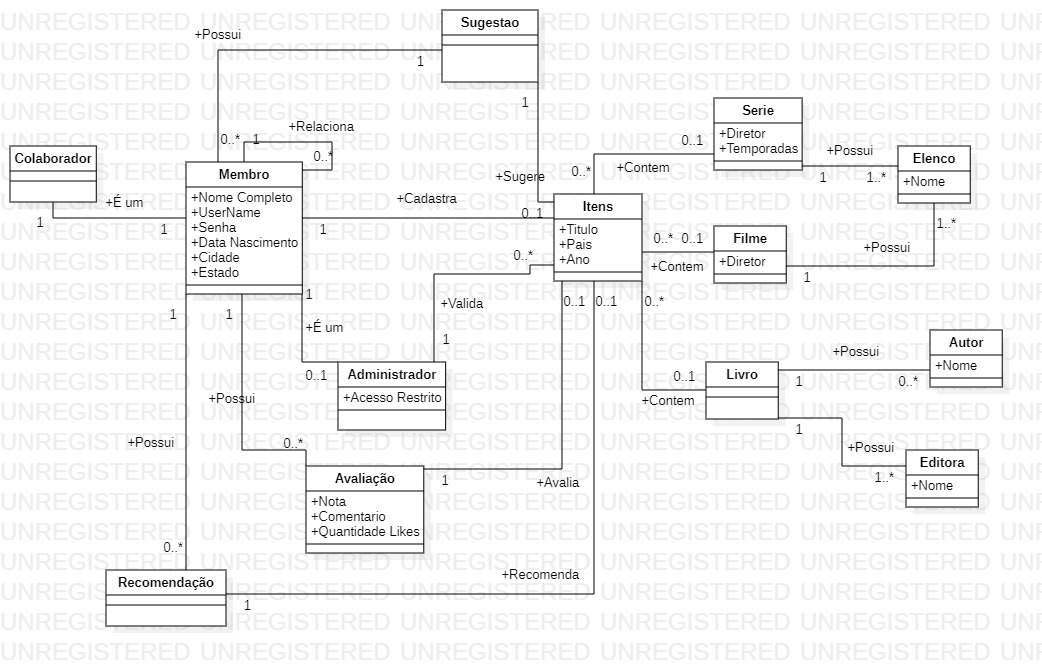 Sugestao
+Possui
1
1
0..*
1
+Relaciona
0..*
Serie
+Diretor
+Temporadas
0..1
+Contem
0..*
+Possui
1
1..*
Elenco
+Nome
1..*
Colaborador
1
+É um
1
Membro
+Nome Completo
+UserName
+Senha
+Data Nascimento
+Cidade
+Estado
+Cadastra
1
+Sugere
0..1
Itens
+Titulo
+Pais
+Ano
0..*
0..1
+Contem
Filme
+Diretor
+Possui
1
0..*
+Valida
1
1
1
1
+É um
0..1
Administrador
+Acesso Restrito
0..1
0..1
0..*
0..1
+Contem
Livro
+Possui
1
0..*
Autor
+Nome
1
+Possui
1..*
Editora
+Nome
+Possui
0..*
+Possui
Avaliação
+Nota
+Comentario
+Quantidade Likes
1
+Avalia
0..*
Recomendação
1
+Recomenda
UNREGISTERED UNREGISTERED UNREGISTERED UNREGISTERED UNREGISTERED